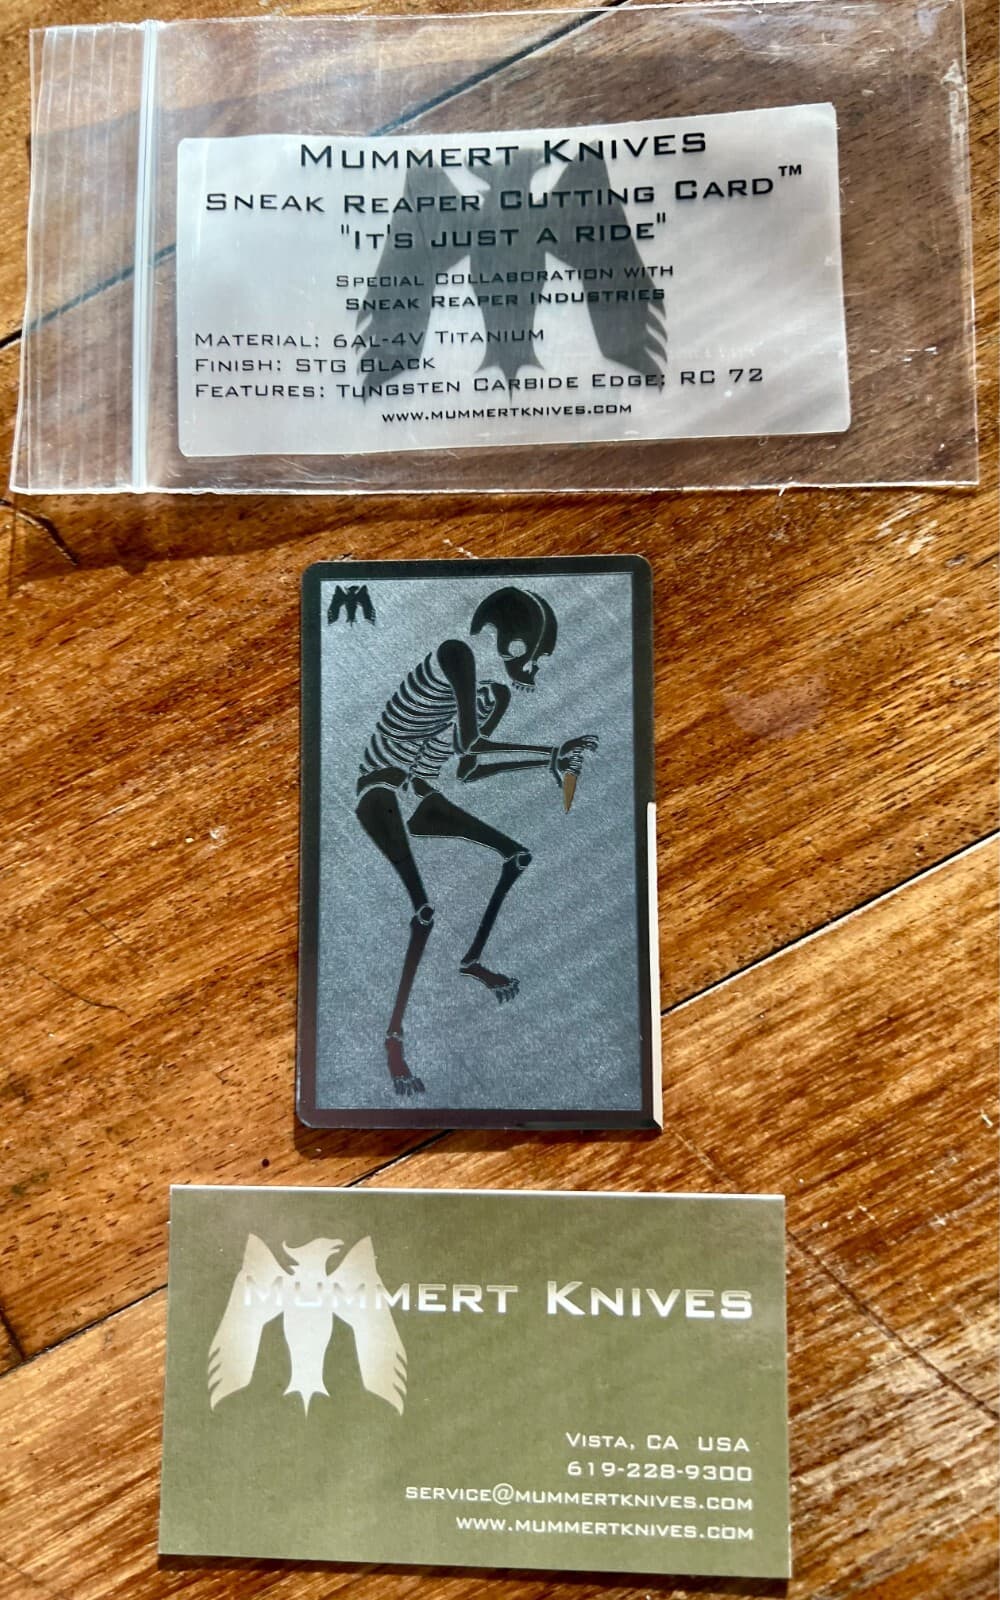 Mummert Knives
Sneak Reaper Cutting Card™
"It's just a ride"
Special Collaboration with
Sneak Reaper Industries
Material: 6AL-4V Titanium
Finish: STG Black
Features: Tungsten Carbide Edge; RC 72
www.mummertknives.com
Mummert Knives
Vista, CA USA
619-228-9300
service@mummertknives.com
www.mummertknives.com